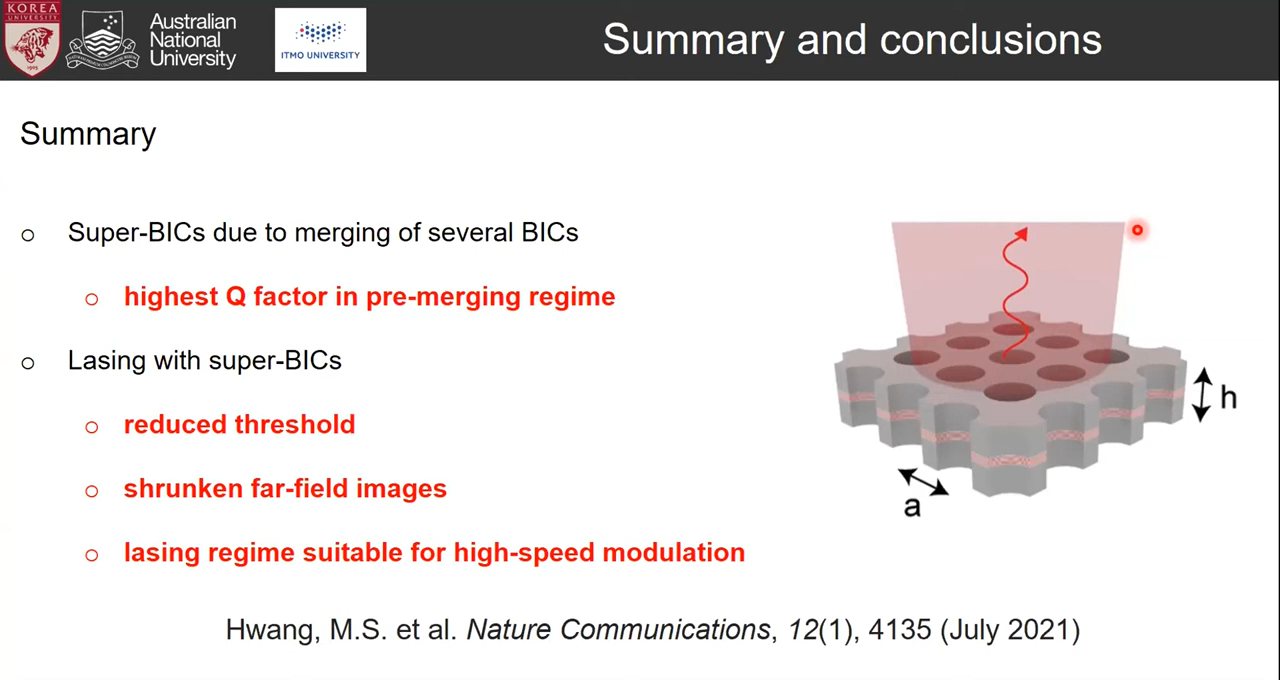 KOREA
UNIVERSITY
1905
Australian
National
University
ITMO UNIVERSITY
Summary and conclusions
Summary
Super-BICs due to merging of several BICs
highest Q factor in pre-merging regime
Lasing with super-BICs
reduced threshold
shrunken far-field images
lasing regime suitable for high-speed modulation
h
a
Hwang, M.S. et al. Nature Communications, 12(1), 4135 (July 2021)